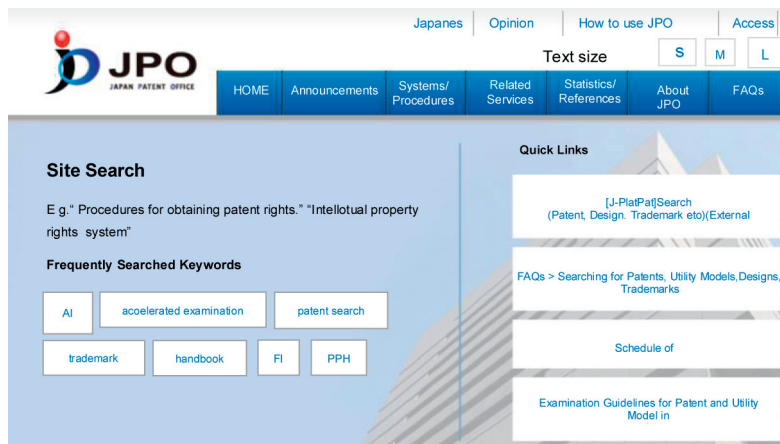 Japanes Opinion How to use JPO Access
Text size S M L
JPO
JAPAN PATENT OFFICE
HOME Announcements Systems/ Procedures Related Services Statistics/ References About JPO FAQs
Site Search
E g.“ Procedures for obtaining patent rights.” “Intellotual property
rights system”
Frequently Searched Keywords
AI acoelerated examination patent search
trademark handbook FI PPH
Quick Links
[J-PlatPat]Search
(Patent, Design. Trademark eto)(External
FAQs > Searching for Patents, Utility Models,Designs,
Trademarks
Schedule of
Examination Guidelines for Patent and Utility
Model in